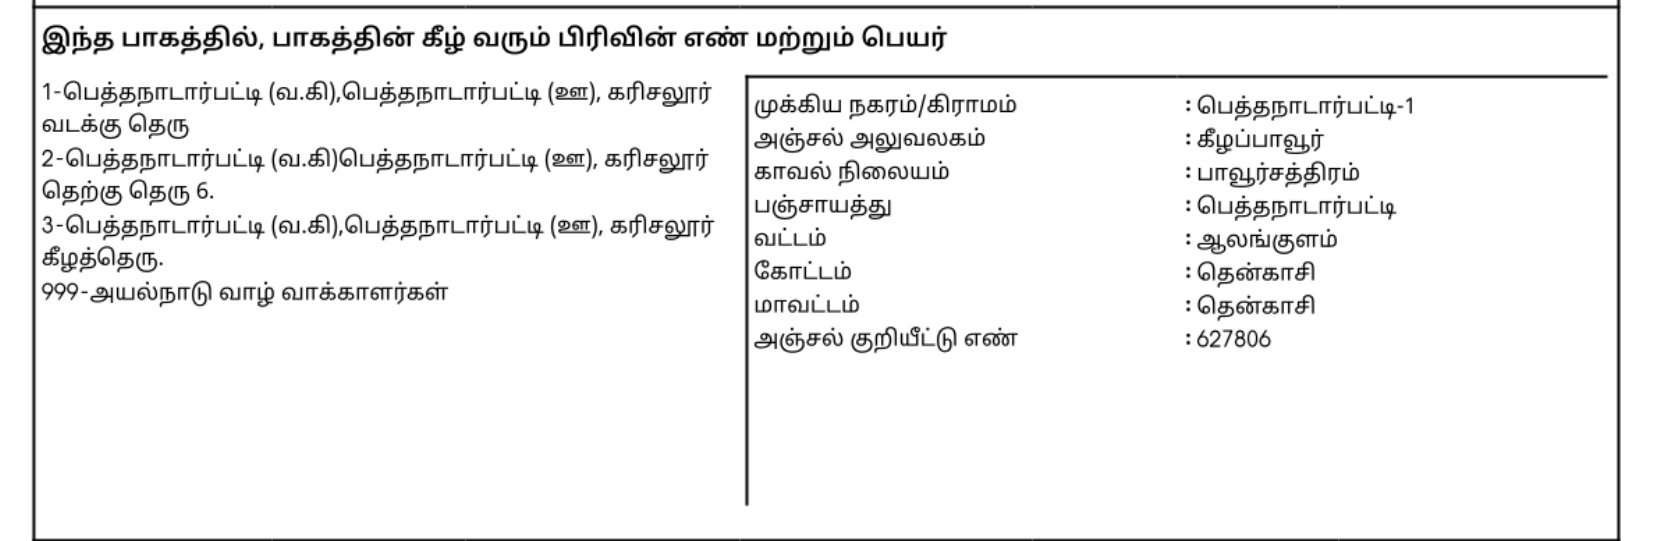 இந்த பாகத்தில், பாகத்தின் கீழ் வரும் பிரிவின் எண் மற்றும் பெயர்
1-பெத்தநாடார்பட்டி (வ.கி),பெத்தநாடார்பட்டி (ஊ), கரிசலூர்
வடக்கு தெரு
2-பெத்தநாடார்பட்டி (வ.கி)பெத்தநாடார்பட்டி (ஊ), கரிசலூர்
தெற்கு தெரு 6.
3-பெத்தநாடார்பட்டி (வ.கி),பெத்தநாடார்பட்டி (ஊ), கரிசலூர்
கீழத்தெரு.
999-அயல்நாடு வாழ் வாக்காளர்கள்
முக்கிய நகரம்/கிராமம் : பெத்தநாடார்பட்டி-1
அஞ்சல் அலுவலகம் : கீழப்பாவூர்
காவல் நிலையம் : பாவூர்சத்திரம்
பஞ்சாயத்து : பெத்தநாடார்பட்டி
வட்டம் : ஆலங்குளம்
கோட்டம் : தென்காசி
மாவட்டம் : தென்காசி
அஞ்சல் குறியீட்டு எண் : 627806